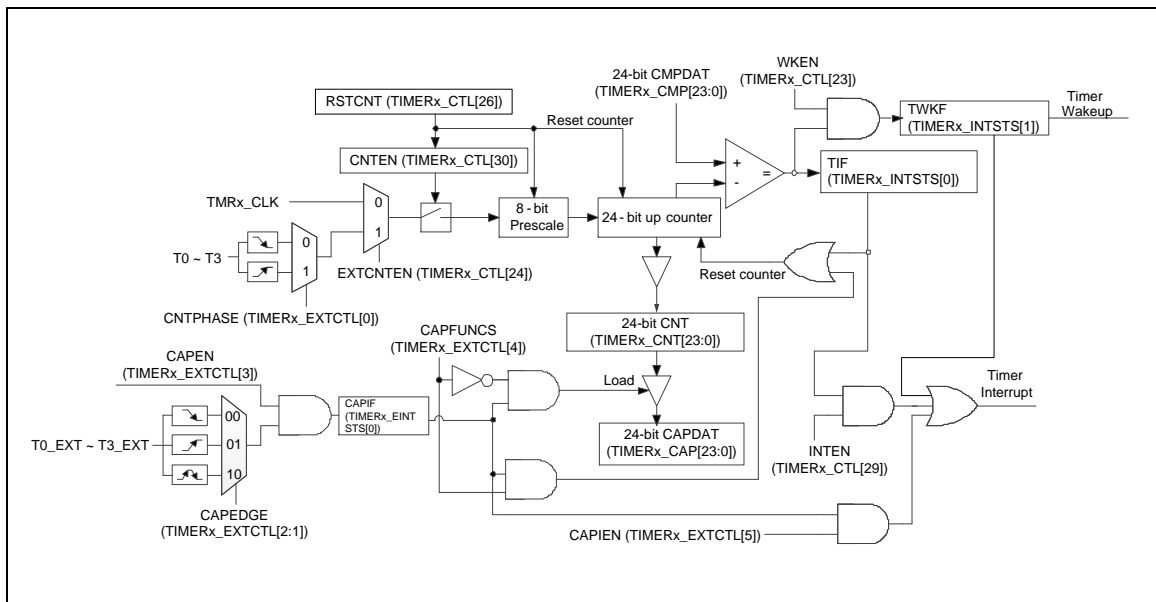 WKEN
(TIMERx_CTL[23])
24-bit CMPDAT
(TIMERx_CMP[23:0])
RSTCNT (TIMERx_CTL[26])
Reset counter
TWKF
(TIMERx_INTSTS[1])
Timer
Wakeup
CNTEN (TIMERx_CTL[30])
+
-
=
TIF
(TIMERx_INTSTS[0])
TMRx_CLK
0
1
8-bit
Prescale
24-bit up counter
T0 ~ T3
0
1
EXTCNTEN (TIMERx_CTL[24])
Reset counter
CNTPHASE (TIMERx_EXTCTL[0])
24-bit CNT
(TIMERx_CNT[23:0])
CAPFUNCS
(TIMERx_EXTCTL[4])
CAPEN
(TIMERx_EXTCTL[3])
Load
CAPIF
(TIMERx_EINT
STS[0])
Timer
Interrupt
T0_EXT ~ T3_EXT
00
01
10
24-bit CAPDAT
(TIMERx_CAP[23:0])
INTEN
(TIMERx_CTL[29])
CAPEDGE
(TIMERx_EXTCTL[2:1])
CAPIEN (TIMERx_EXTCTL[5])